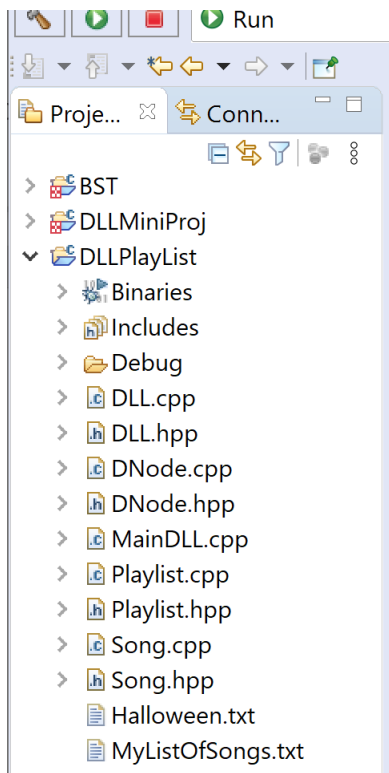 Run
Proje... Conn...
BST
DLLMiniProj
DLLPlayList
Binaries
Includes
Debug
DLL.cpp
DLL.hpp
DNode.cpp
DNode.hpp
MainDLL.cpp
Playlist.cpp
Playlist.hpp
Song.cpp
Song.hpp
Halloween.txt
MyListOfSongs.txt